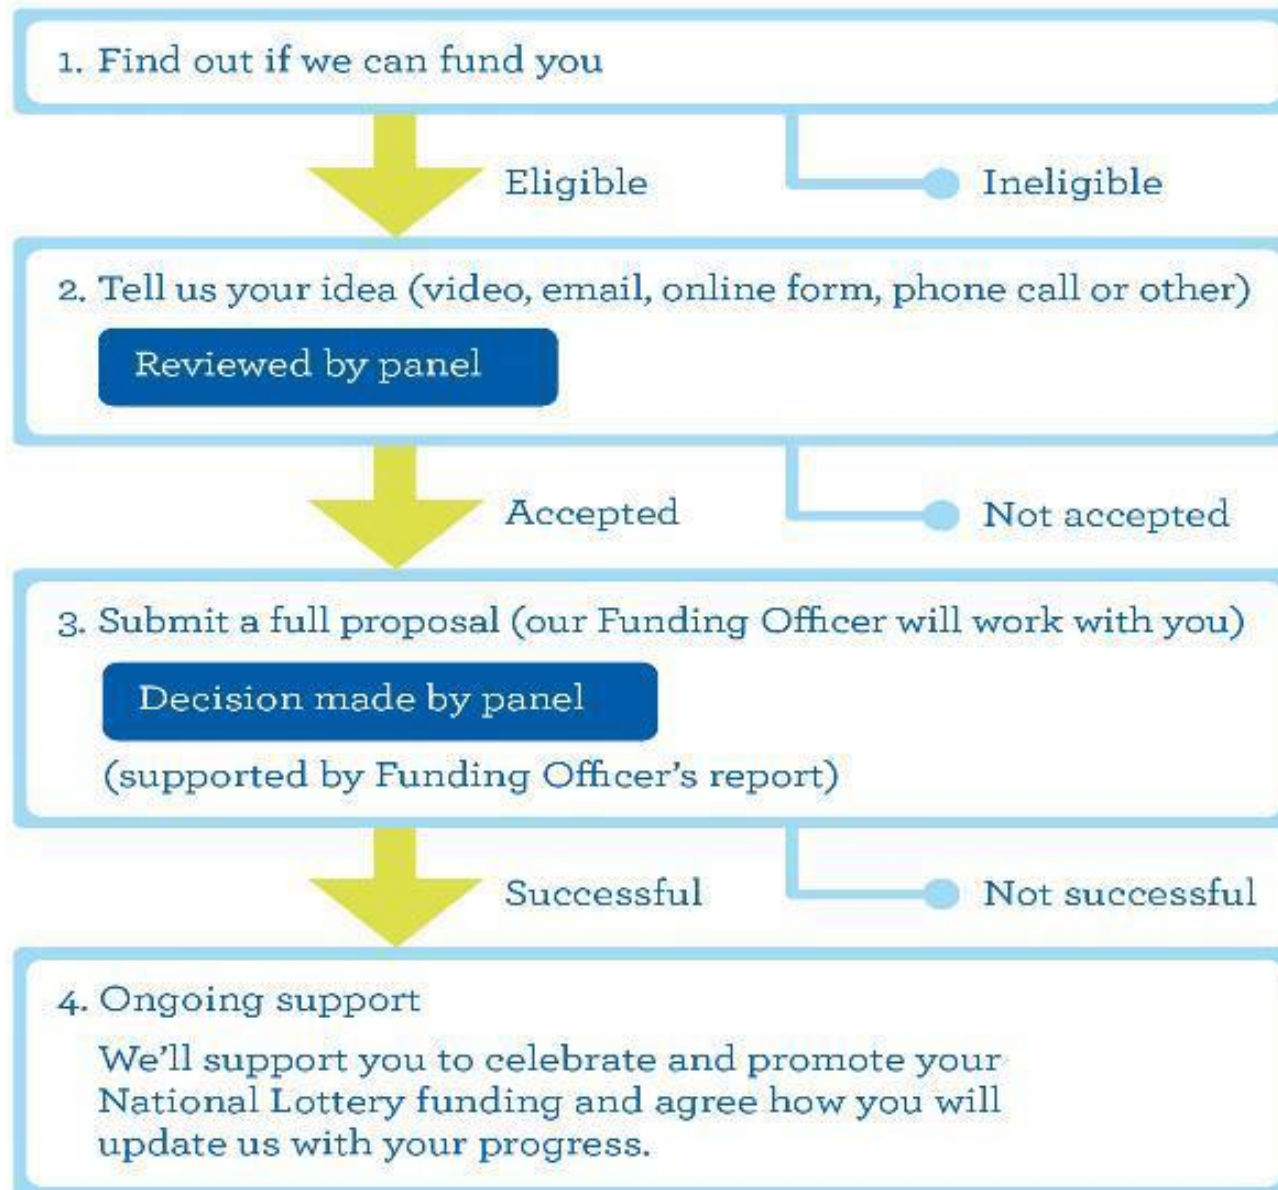 1. Find out if we can fund you
Eligible
Ineligible
2. Tell us your idea (video, email, online form, phone call or other)
Reviewed by panel
Accepted
Not accepted
3. Submit a full proposal (our Funding Officer will work with you)
Decision made by panel
(supported by Funding Officer's report)
Successful
Not successful
4. Ongoing support
We'll support you to celebrate and promote your
National Lottery funding and agree how you will
update us with your progress.